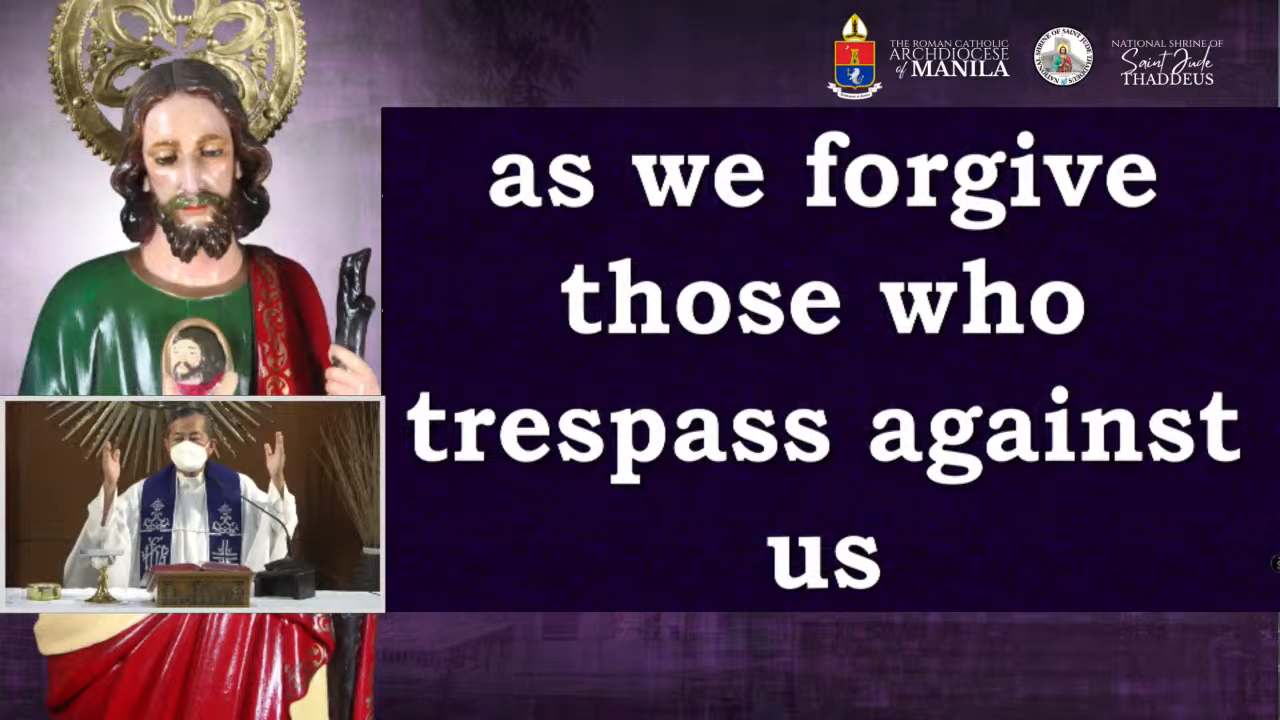 THE ROMAN CATHOLIC
ARCHDIOCESE
of MANILA
NATIONAL SHRINE OF
Saint Jude
THADDEUS
as we forgive
those who
trespass against
us